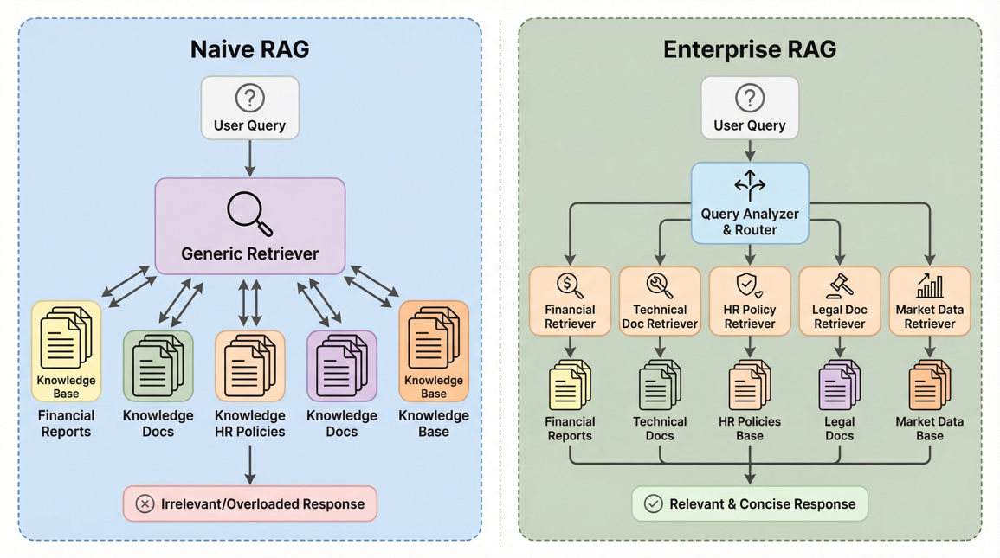 Naive RAG
?
User Query
Generic Retriever
Knowledge
Base
Knowledge
Base
Financial
Reports
Knowledge
Docs
Knowledge
HR Policies
Knowledge
Docs
Knowledge
Base
Irrelevant/Overloaded Response
Enterprise RAG
?
User Query
Query Analyzer
& Router
$
Financial
Retriever
Technical
Doc Retriever
HR Policy
Retriever
Legal Doc
Retriever
Market Data
Retriever
Financial
Reports
Technical
Docs
HR Policies
Base
Legal
Docs
Market Data
Base
Relevant & Concise Response